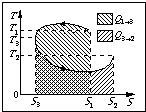 T
T₁
T₃
T₂
0
S₃ S₁ S₂ S
Q₁→₃
Q₃→₂